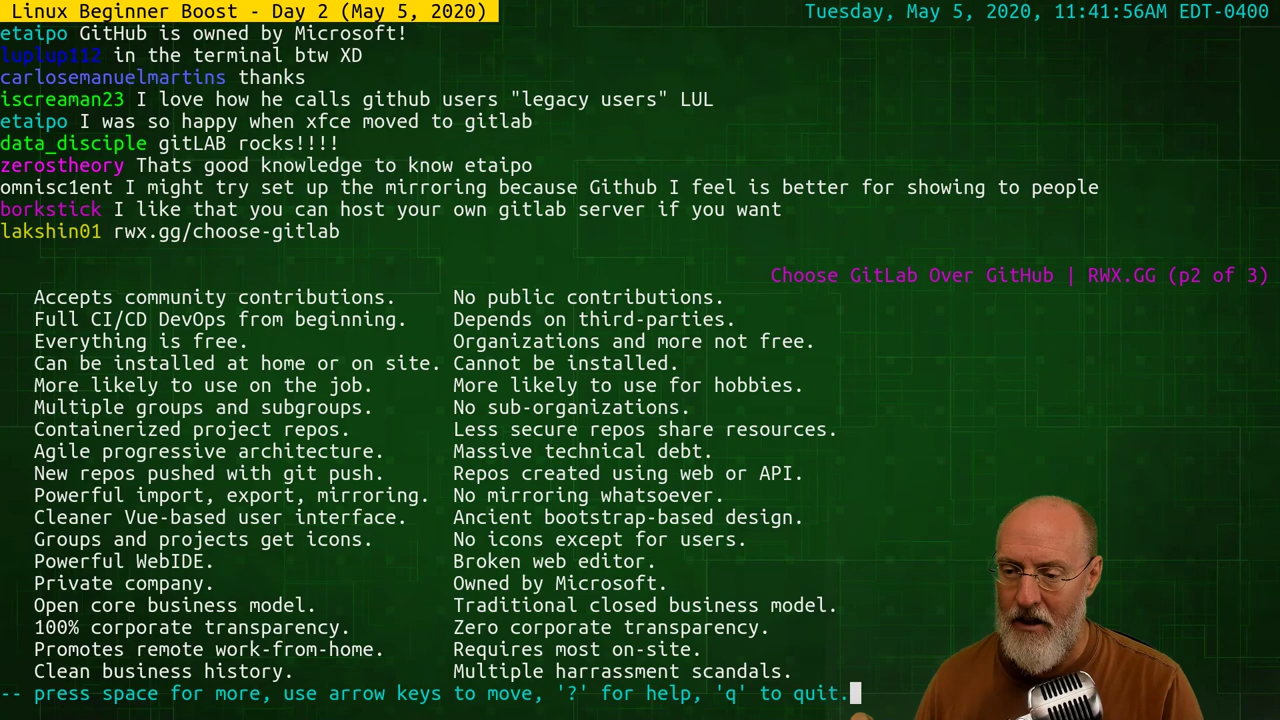 Linux Beginner Boost - Day 2 (May 5, 2020)
Tuesday, May 5, 2020, 11:41:56AM EDT-0400
etaipo GitHub is owned by Microsoft!
luplup112 in the terminal btw XD
carlosemanuelmartins thanks
iscreaman23 I love how he calls github users "legacy users" LUL
etaipo I was so happy when xfce moved to gitlab
data_disciple gitLAB rocks!!!!
zerostheory Thats good knowledge to know etaipo
omnisc1ent I might try set up the mirroring because Github I feel is better for showing to people
borkstick I like that you can host your own gitlab server if you want
lakshin01 rwx.gg/choose-gitlab
Choose GitLab Over GitHub | RWX.GG (p2 of 3)
Accepts community contributions. No public contributions.
Full CI/CD DevOps from beginning. Depends on third-parties.
Everything is free. Organizations and more not free.
Can be installed at home or on site. Cannot be installed.
More likely to use on the job. More likely to use for hobbies.
Multiple groups and subgroups. No sub-organizations.
Containerized project repos. Less secure repos share resources.
Agile progressive architecture. Massive technical debt.
New repos pushed with git push. Repos created using web or API.
Powerful import, export, mirroring. No mirroring whatsoever.
Cleaner Vue-based user interface. Ancient bootstrap-based design.
Groups and projects get icons. No icons except for users.
Powerful WebIDE. Broken web editor.
Private company. Owned by Microsoft.
Open core business model. Traditional closed business model.
100% corporate transparency. Zero corporate transparency.
Promotes remote work-from-home. Requires most on-site.
Clean business history. Multiple harrassment scandals.
-- press space for more, use arrow keys to move, '?' for help, 'q' to quit.